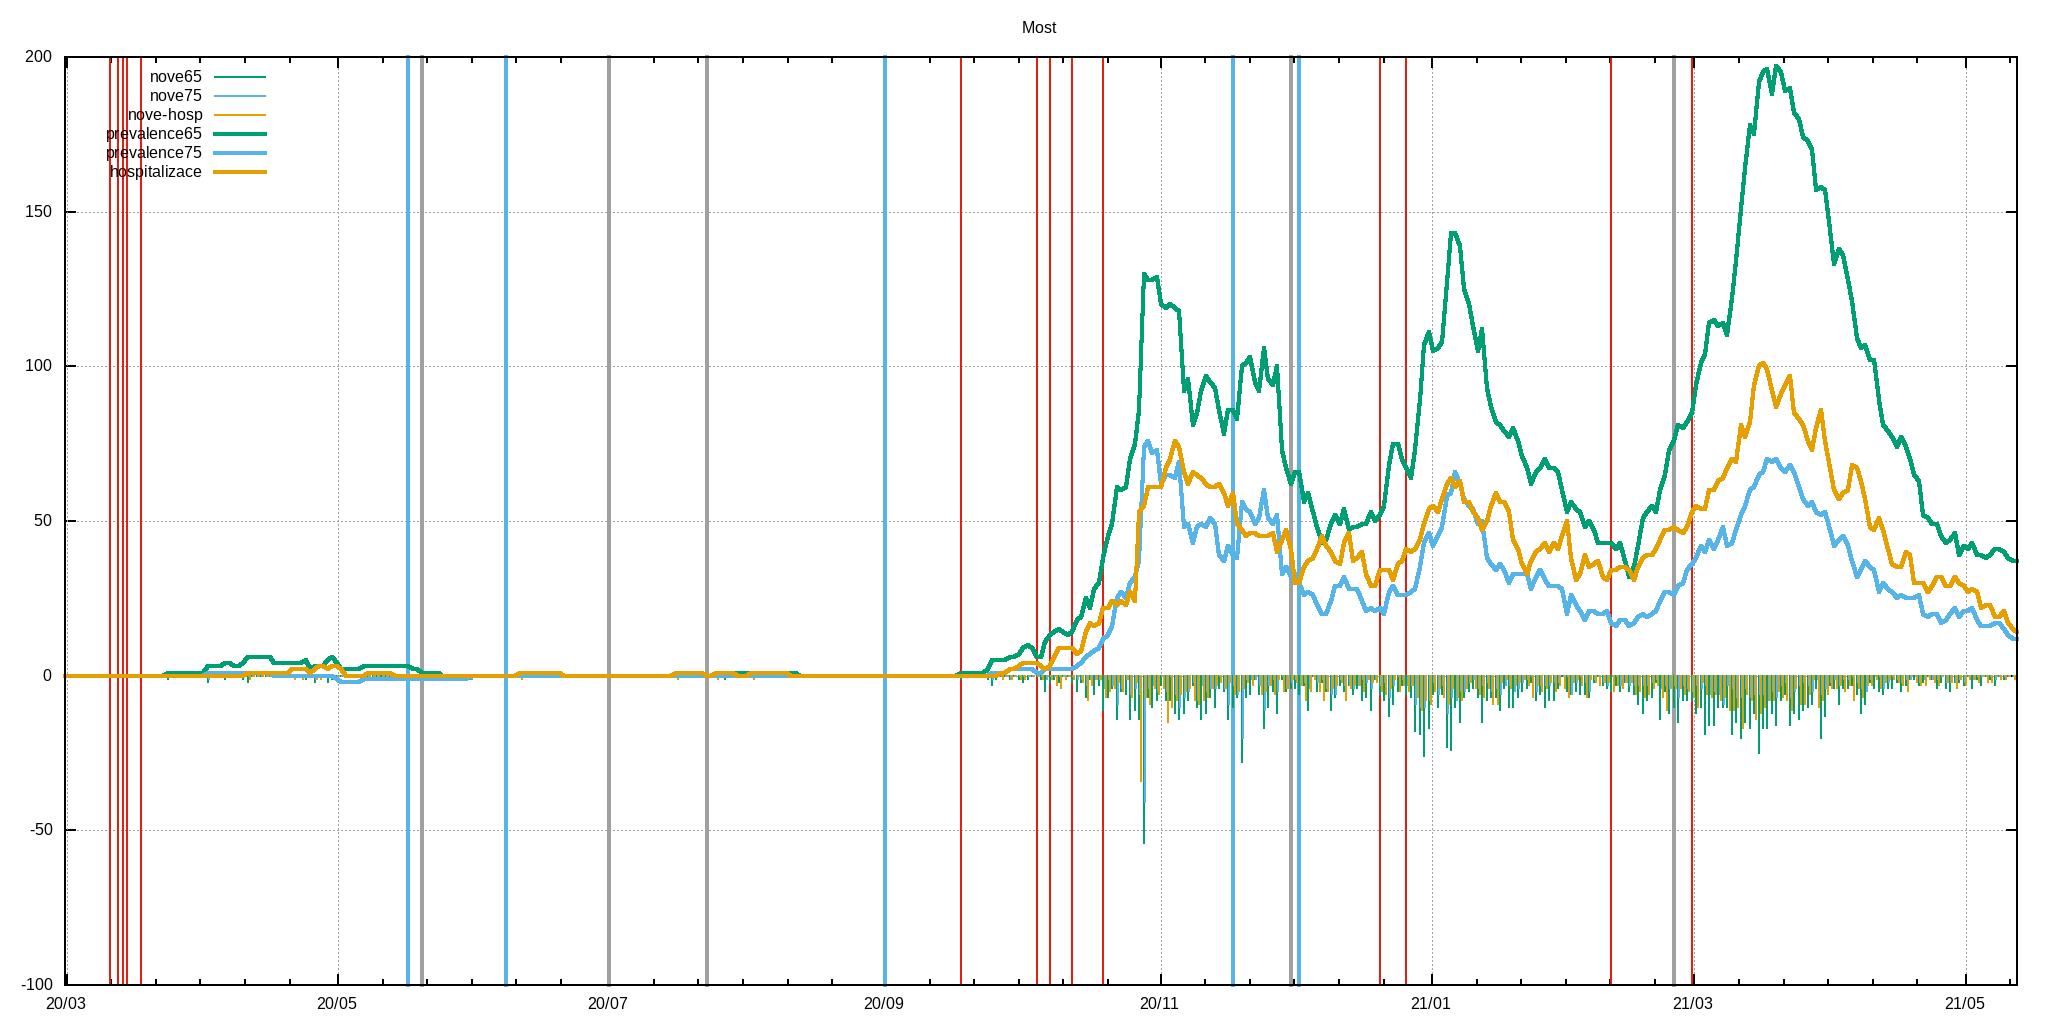 Most
200
150
100
50
0
-50
-100
nove65
nove75
nove-hosp
prevalence65
prevalence75
hospitalizace
20/03 20/05 20/07 20/09 20/11 21/01 21/03 21/05